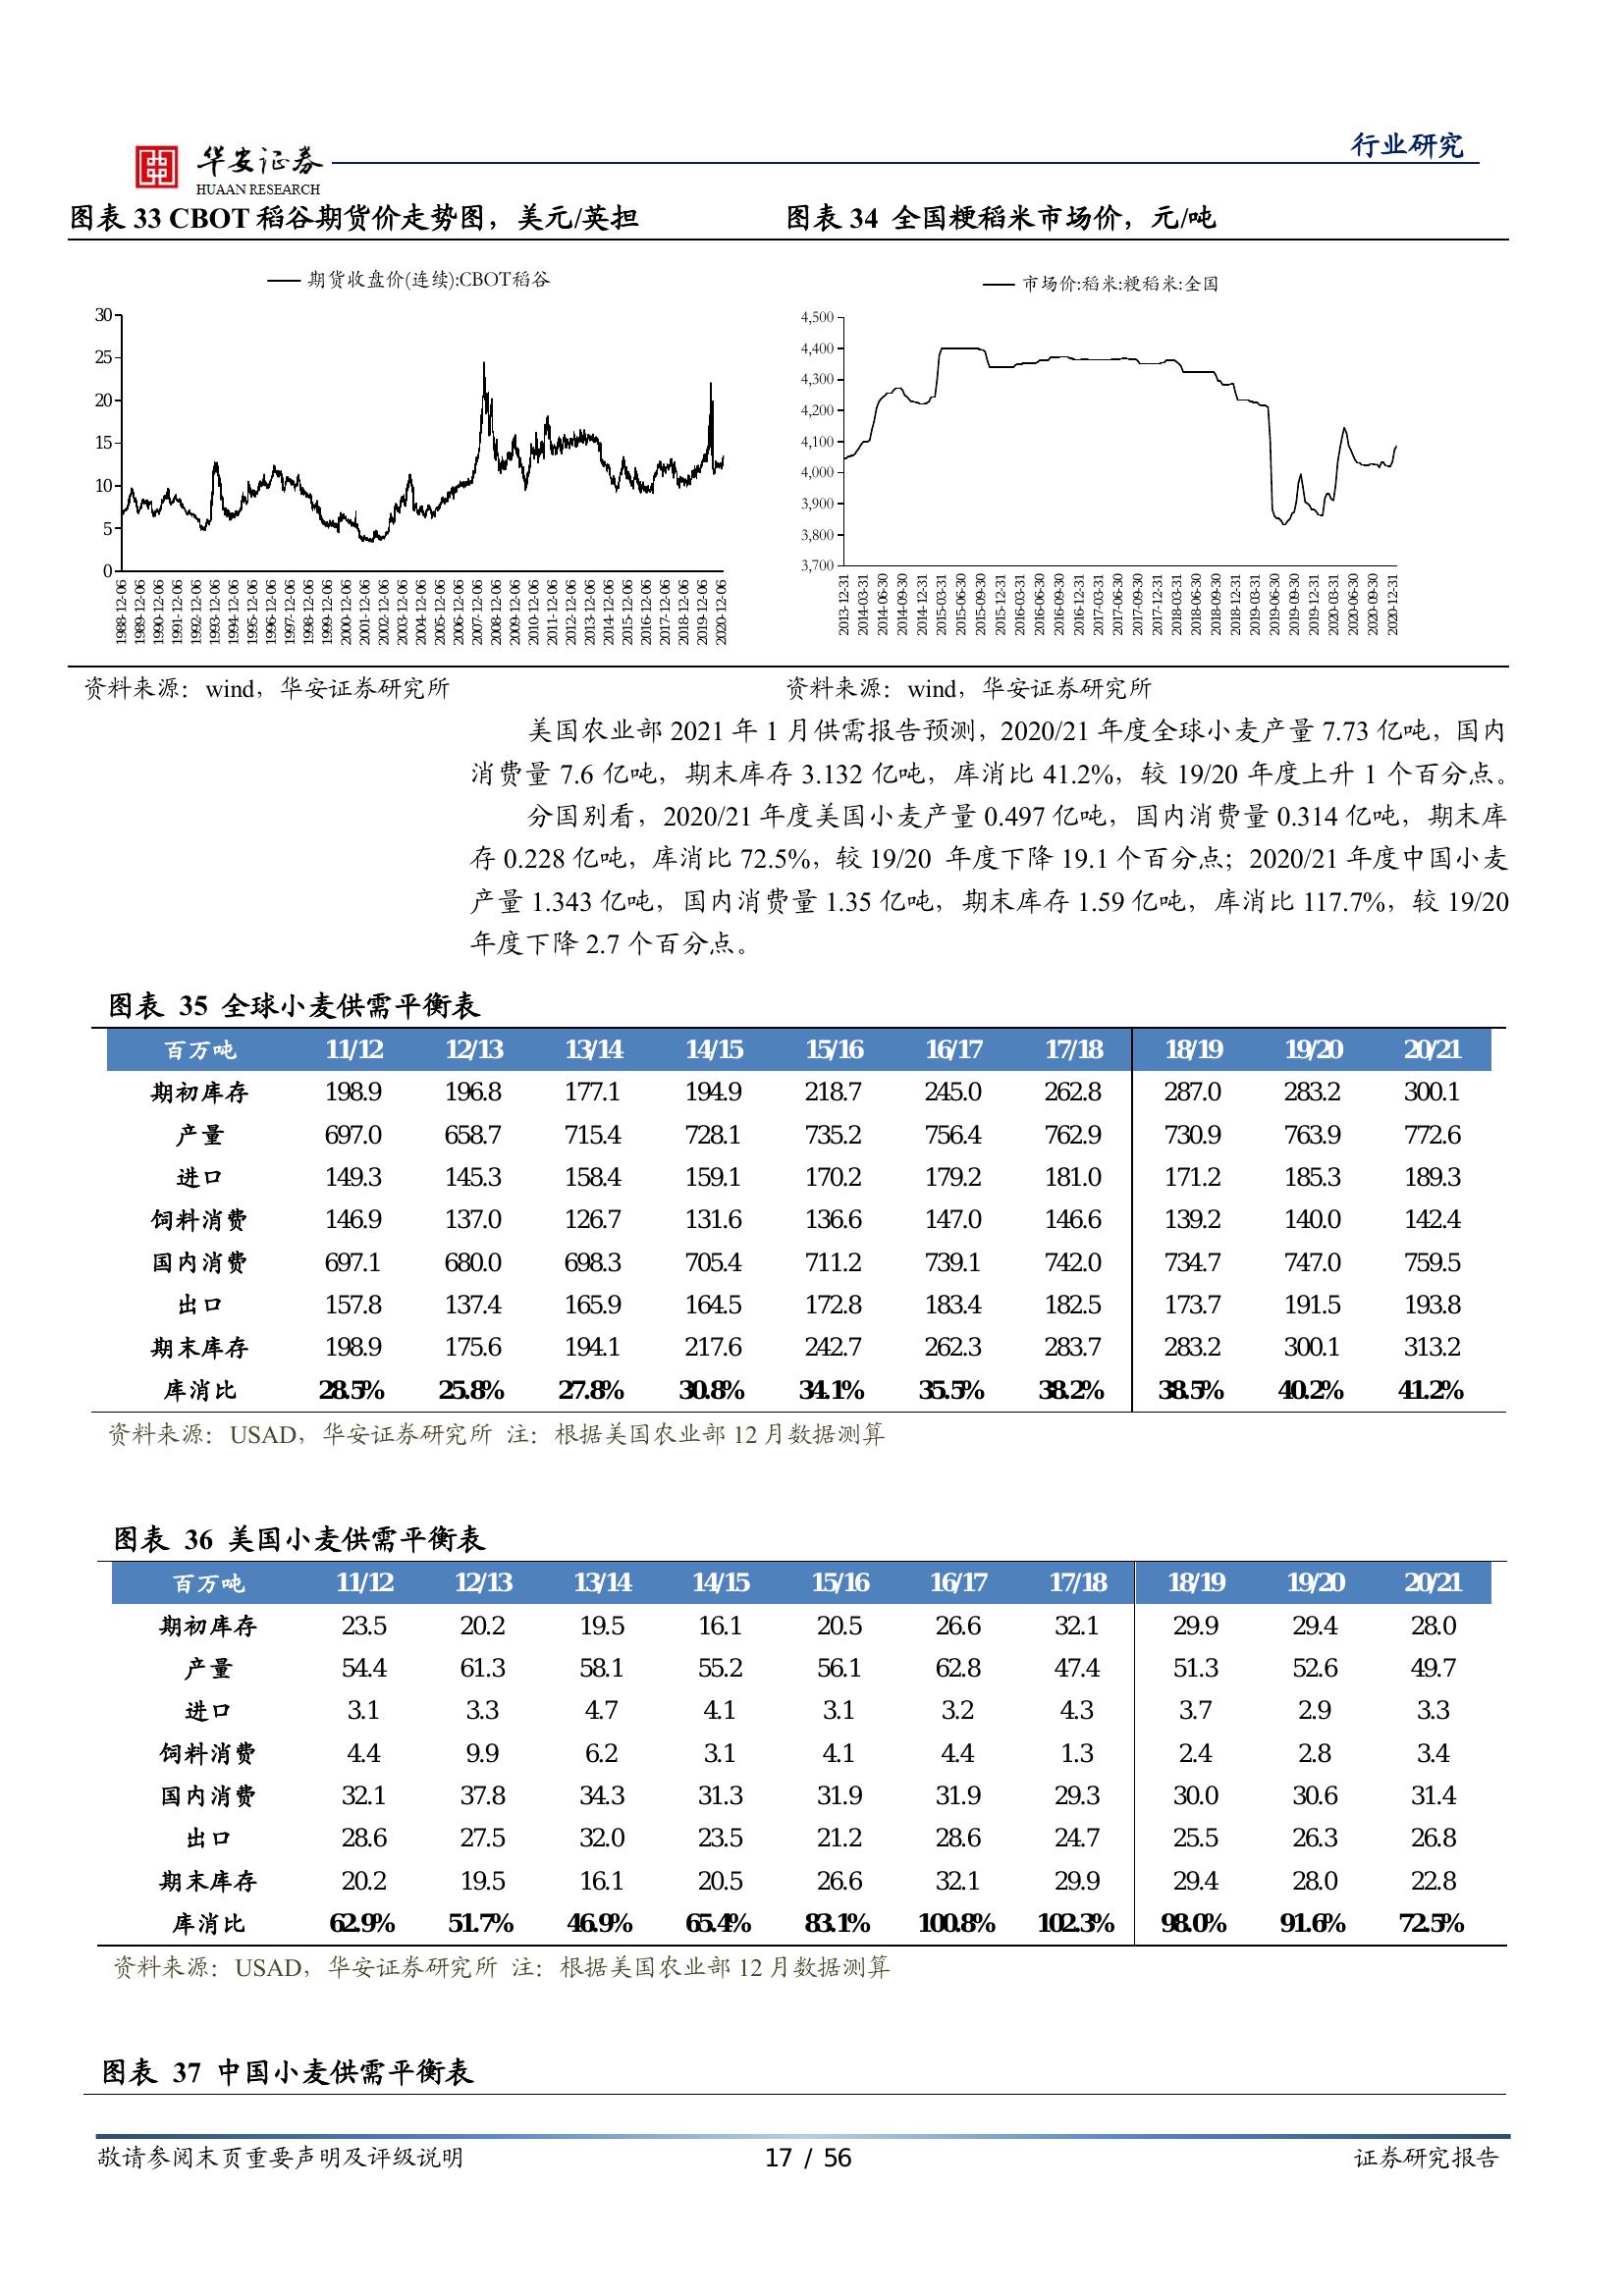 华安证券
HUAAN RESEARCH
行业研究
图表 33 CBOT 稻谷期货价走势图，美元/英担
期货收盘价(连续):CBOT稻谷
30
25
20
15
10
5
0
1988-12-06
1989-12-06
1990-12-06
1991-12-06
1992-12-06
1993-12-06
1994-12-06
1995-12-06
1996-12-06
1997-12-06
1998-12-06
1999-12-06
2000-12-06
2001-12-06
2002-12-06
2003-12-06
2004-12-06
2005-12-06
2006-12-06
2007-12-06
2008-12-06
2009-12-06
2010-12-06
2011-12-06
2012-12-06
2013-12-06
2014-12-06
2015-12-06
2016-12-06
2017-12-06
2018-12-06
2019-12-06
2020-12-06
资料来源：wind，华安证券研究所
图表 34 全国粳稻米市场价，元/吨
市场价:稻米:粳稻米:全国
4,500
4,400
4,300
4,200
4,100
4,000
3,900
3,800
3,700
2013-12-31
2014-03-31
2014-06-30
2014-09-30
2014-12-31
2015-03-31
2015-06-30
2015-09-30
2015-12-31
2016-03-31
2016-06-30
2016-09-30
2016-12-31
2017-03-31
2017-06-30
2017-09-30
2017-12-31
2018-03-31
2018-06-30
2018-09-30
2018-12-31
2019-03-31
2019-06-30
2019-09-30
2019-12-31
2020-03-31
2020-06-30
2020-09-30
2020-12-31
资料来源：wind，华安证券研究所
美国农业部 2021 年 1 月供需报告预测，2020/21 年度全球小麦产量 7.73 亿吨，国内
消费量 7.6 亿吨，期末库存 3.132 亿吨，库消比 41.2%，较 19/20 年度上升 1 个百分点。
分国别看，2020/21 年度美国小麦产量 0.497 亿吨，国内消费量 0.314 亿吨，期末库
存 0.228 亿吨，库消比 72.5%，较 19/20 年度下降 19.1 个百分点；2020/21 年度中国小麦
产量 1.343 亿吨，国内消费量 1.35 亿吨，期末库存 1.59 亿吨，库消比 117.7%，较 19/20
年度下降 2.7 个百分点。
图表 35 全球小麦供需平衡表
百万吨 11/12 12/13 13/14 14/15 15/16 16/17 17/18 18/19 19/20 20/21
期初库存 198.9 196.8 177.1 194.9 218.7 245.0 262.8 287.0 283.2 300.1
产量 697.0 658.7 715.4 728.1 735.2 756.4 762.9 730.9 763.9 772.6
进口 149.3 145.3 158.4 159.1 170.2 179.2 181.0 171.2 185.3 189.3
饲料消费 146.9 137.0 126.7 131.6 136.6 147.0 146.6 139.2 140.0 142.4
国内消费 697.1 680.0 698.3 705.4 711.2 739.1 742.0 734.7 747.0 759.5
出口 157.8 137.4 165.9 164.5 172.8 183.4 182.5 173.7 191.5 193.8
期末库存 198.9 175.6 194.1 217.6 242.7 262.3 283.7 283.2 300.1 313.2
库消比 28.5% 25.8% 27.8% 30.8% 34.1% 35.5% 38.2% 38.5% 40.2% 41.2%
资料来源：USAD，华安证券研究所 注：根据美国农业部 12 月数据测算
图表 36 美国小麦供需平衡表
百万吨 11/12 12/13 13/14 14/15 15/16 16/17 17/18 18/19 19/20 20/21
期初库存 23.5 20.2 19.5 16.1 20.5 26.6 32.1 29.9 29.4 28.0
产量 54.4 61.3 58.1 55.2 56.1 62.8 47.4 51.3 52.6 49.7
进口 3.1 3.3 4.7 4.1 3.1 3.2 4.3 3.7 2.9 3.3
饲料消费 4.4 9.9 6.2 3.1 4.1 4.4 1.3 2.4 2.8 3.4
国内消费 32.1 37.8 34.3 31.3 31.9 31.9 29.3 30.0 30.6 31.4
出口 28.6 27.5 32.0 23.5 21.2 28.6 24.7 25.5 26.3 26.8
期末库存 20.2 19.5 16.1 20.5 26.6 32.1 29.9 29.4 28.0 22.8
库消比 62.9% 51.7% 46.9% 65.4% 83.1% 100.8% 102.3% 98.0% 91.6% 72.5%
资料来源：USAD，华安证券研究所 注：根据美国农业部 12 月数据测算
图表 37 中国小麦供需平衡表
敬请参阅末页重要声明及评级说明
17 / 56
证券研究报告